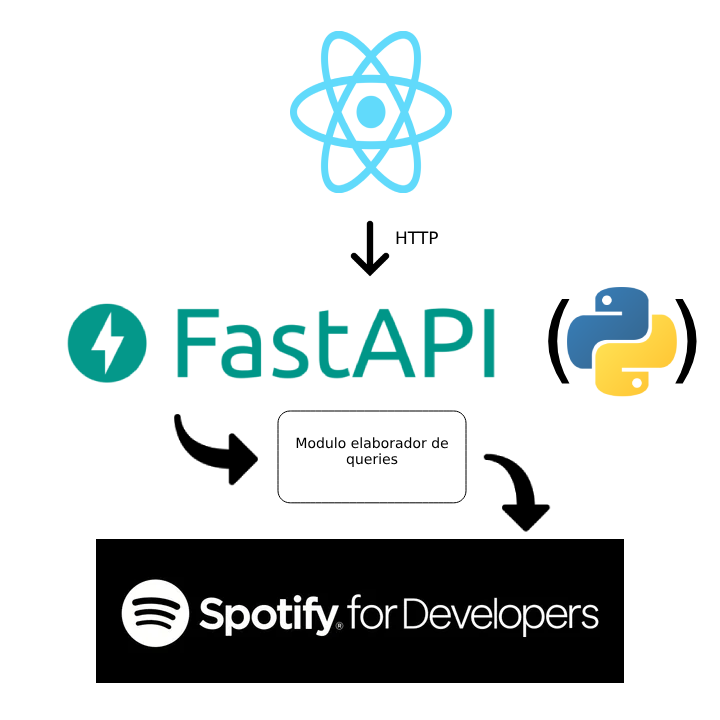 HTTP
FastAPI
Modulo elaborador de
queries
Spotify® for Developers